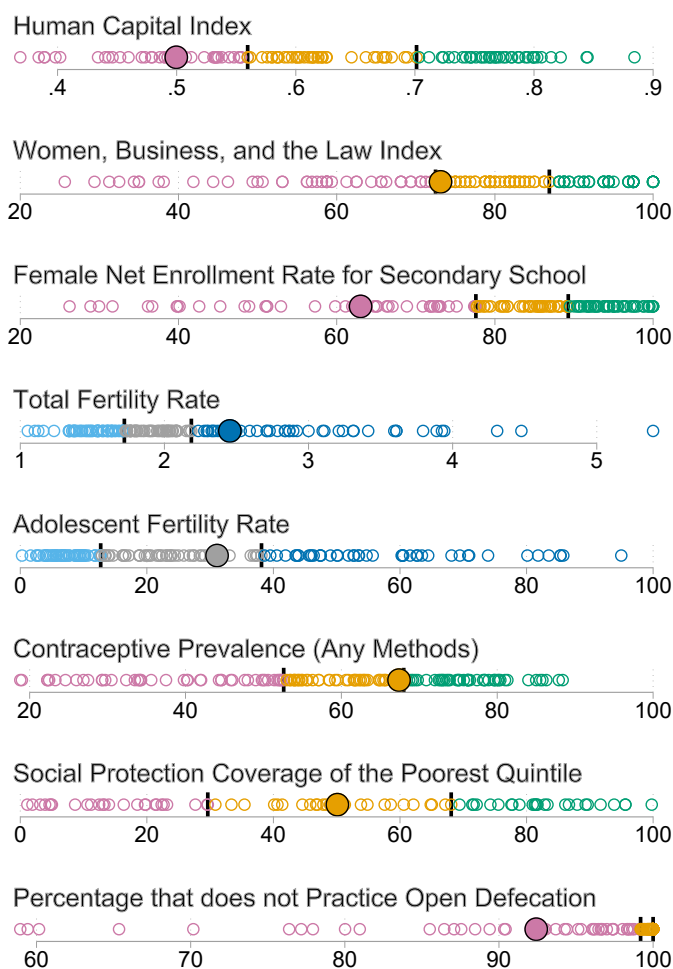 Human Capital Index
.4 .5 .6 .7 .8 .9
Women, Business, and the Law Index
20 40 60 80 100
Female Net Enrollment Rate for Secondary School
20 40 60 80 100
Total Fertility Rate
1 2 3 4 5
Adolescent Fertility Rate
0 20 40 60 80 100
Contraceptive Prevalence (Any Methods)
20 40 60 80 100
Social Protection Coverage of the Poorest Quintile
0 20 40 60 80 100
Percentage that does not Practice Open Defecation
60 70 80 90 100